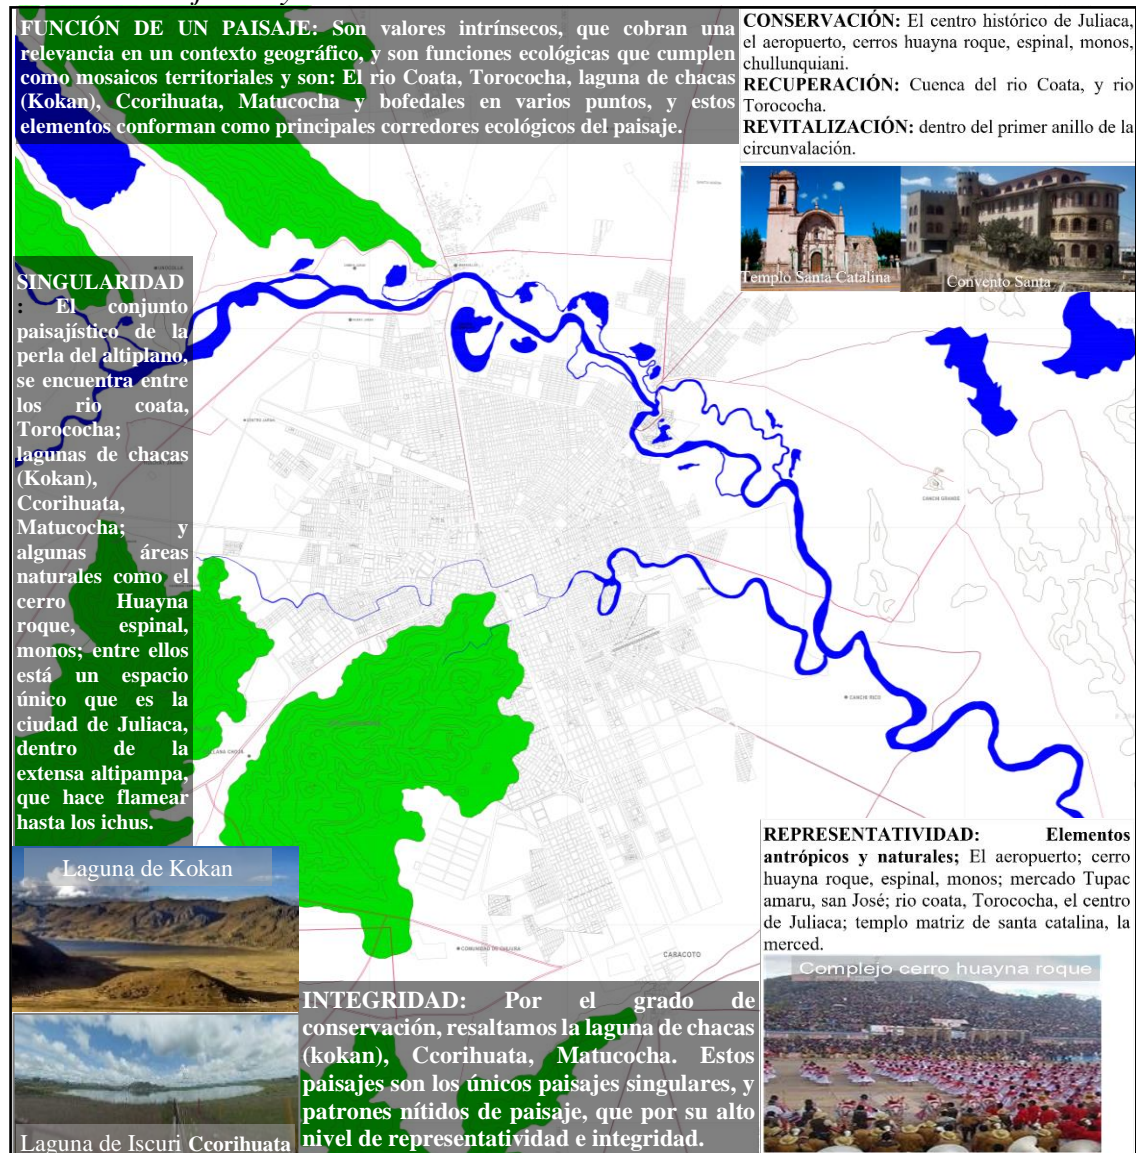 FUNCIÓN DE UN PAISAJE: Son valores intrínsecos, que cobran una
relevancia en un contexto geográfico, y son funciones ecológicas que cumplen
como mosaicos territoriales y son: El rio Coata, Torococha, laguna de chacas
(Kokan), Ccorihuata, Matucocha y bofedales en varios puntos, y estos
elementos conforman como principales corredores ecológicos del paisaje.
CONSERVACIÓN: El centro histórico de Juliaca,
el aeropuerto, cerros huayna roque, espinal, monos,
chullunquiani.
RECUPERACIÓN: Cuenca del rio Coata, y rio
Torococha.
REVITALIZACIÓN: dentro del primer anillo de la
circunvalación.
Templo Santa Catalina
Convento Santa
SINGULARIDAD
: El conjunto
paisajístico de la
perla del altiplano,
se encuentra entre
los rio coata,
Torococha;
lagunas de chacas
(Kokan),
Ccorihuata,
Matucocha; y
algunas áreas
naturales como el
cerro Huayna
roque, espinal,
monos; entre ellos
está un espacio
único que es la
ciudad de Juliaca,
dentro de la
extensa altipampa,
que hace flamear
hasta los ichus.
CANCHI GRANDE
CANCHI RICO
CARACOTO
Laguna de Kokan
Laguna de Iscuri Ccorihuata
INTEGRIDAD: Por el grado de
conservación, resaltamos la laguna de chacas
(kokan), Ccorihuata, Matucocha. Estos
paisajes son los únicos paisajes singulares, y
patrones nítidos de paisaje, que por su alto
nivel de representatividad e integridad.
REPRESENTATIVIDAD: Elementos
antrópicos y naturales; El aeropuerto; cerro
huayna roque, espinal, monos; mercado Tupac
amaru, san José; rio coata, Torococha, el centro
de Juliaca; templo matriz de santa catalina, la
merced.
Complejo cerro huayna roque